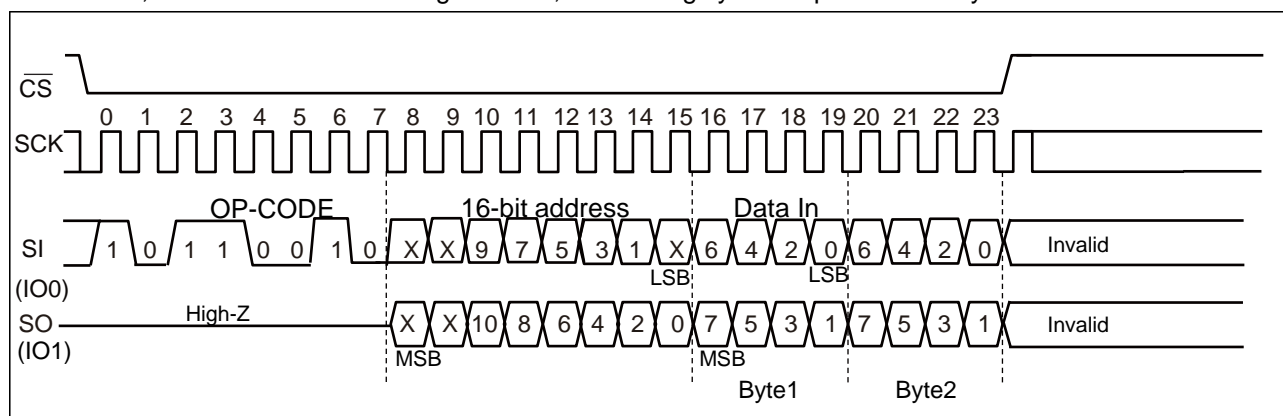 CS
0 1 2 3 4 5 6 7 8 9 10 11 12 13 14 15 16 17 18 19 20 21 22 23
SCK
OP-CODE 16-bit address Data In
SI 1 0 1 1 0 0 1 0 X X 9 7 5 3 1 X 6 4 2 0 6 4 2 0 Invalid
LSB LSB
(IO0)
SO High-Z X X 10 8 6 4 2 0 7 5 3 1 7 5 3 1 Invalid
(IO1)
MSB MSB
Byte1 Byte2